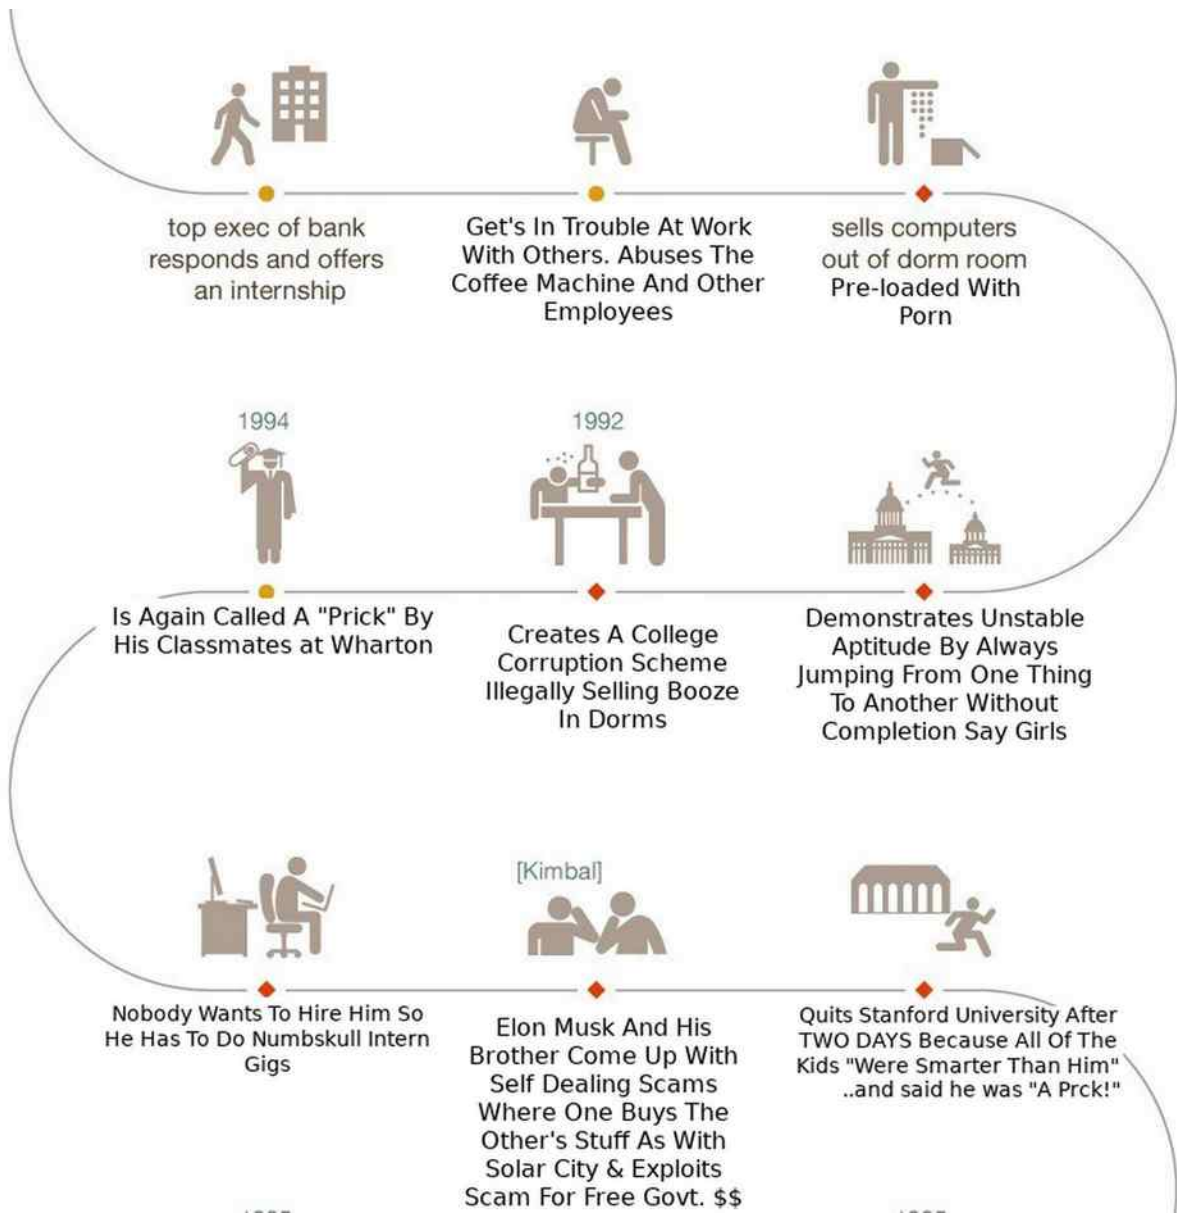 top exec of bank
responds and offers
an internship
Get's In Trouble At Work
With Others. Abuses The
Coffee Machine And Other
Employees
sells computers
out of dorm room
Pre-loaded With
Porn
1994
Is Again Called A "Prick" By
His Classmates at Wharton
1992
Creates A College
Corruption Scheme
Illegally Selling Booze
In Dorms
Demonstrates Unstable
Aptitude By Always
Jumping From One Thing
To Another Without
Completion Say Girls
Nobody Wants To Hire Him So
He Has To Do Numbskull Intern
Gigs
[Kimbal]
Elon Musk And His
Brother Come Up With
Self Dealing Scams
Where One Buys The
Other's Stuff As With
Solar City & Exploits
Scam For Free Govt. $$
Quits Stanford University After
TWO DAYS Because All Of The
Kids "Were Smarter Than Him"
..and said he was "A Prck!"